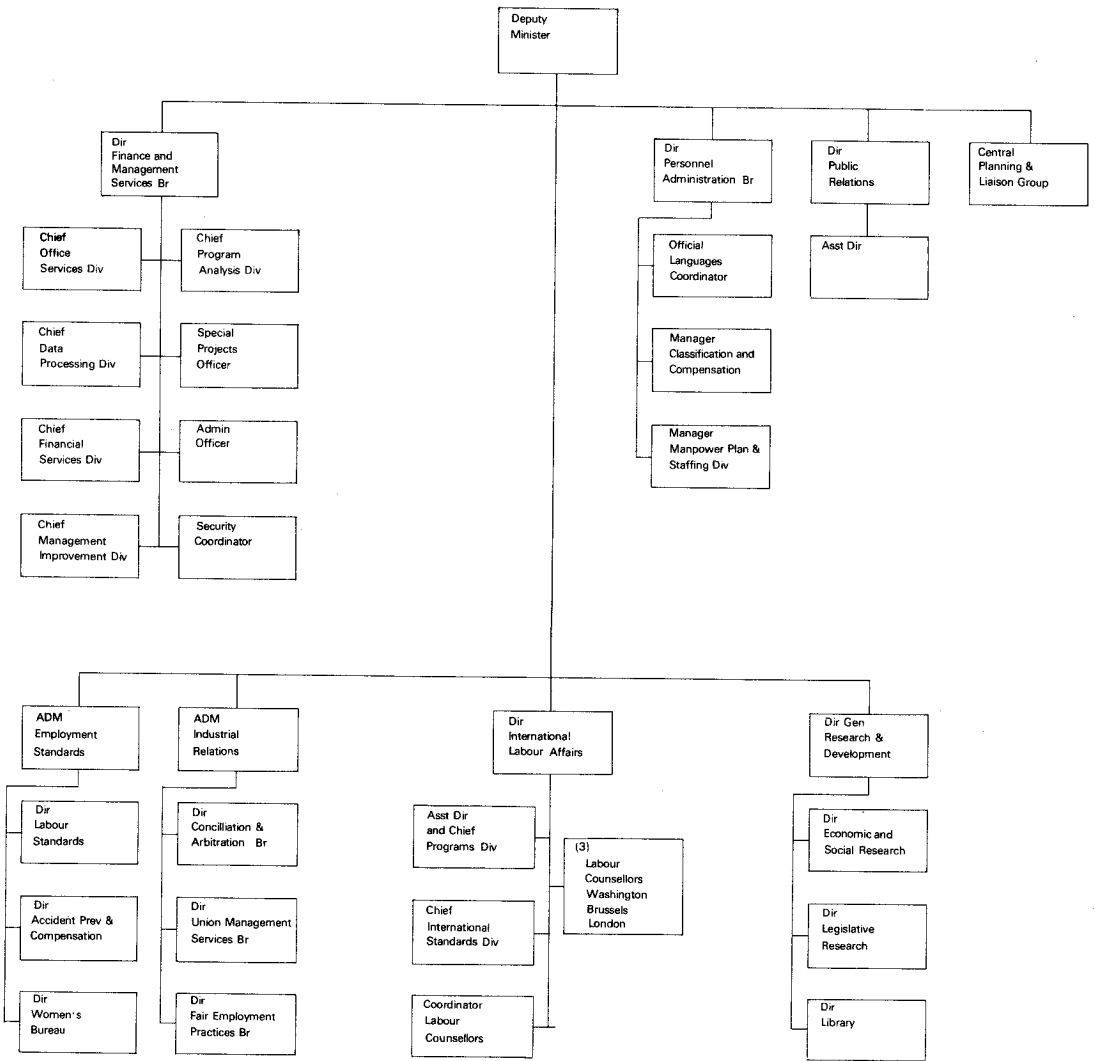 Deputy
Minister
Dir
Finance and
Management
Services Br
Dir
Personnel
Administration Br
Dir
Public
Relations
Central
Planning &
Liaison Group
Chief
Office
Services Div
Chief
Program
Analysis Div
Official
Languages
Coordinator
Asst Dir
Chief
Data
Processing Div
Special
Projects
Officer
Manager
Classification and
Compensation
Chief
Financial
Services Div
Admin
Officer
Manager
Manpower Plan &
Staffing Div
Chief
Management
Improvement Div
Security
Coordinator
ADM
Employment
Standards
ADM
Industrial
Relations
Dir
International
Labour Affairs
Dir Gen
Research &
Development
Dir
Labour
Standards
Dir
Concilliation &
Arbitration Br
Asst Dir
and Chief
Programs Div
(3)
Labour
Counsellors
Washington
Brussels
London
Dir
Economic and
Social Research
Dir
Accident Prev &
Compensation
Dir
Union Management
Services Br
Chief
International
Standards Div
Dir
Legislative
Research
Dir
Women's
Bureau
Dir
Fair Employment
Practices Br
Coordinator
Labour
Counsellors
Dir
Library